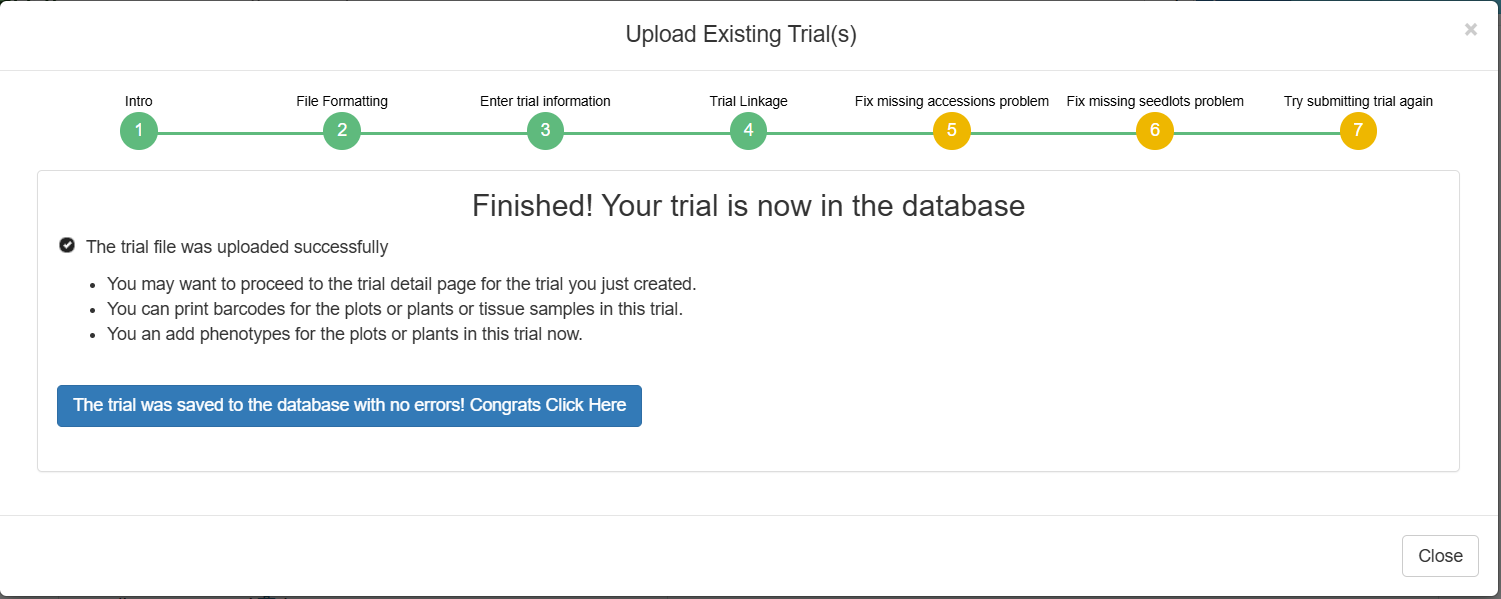 Upload Existing Trial(s)
×
Intro
File Formatting
Enter trial information
Trial Linkage
Fix missing accessions problem
Fix missing seedlots problem
Try submitting trial again
1
2
3
4
5
6
7
Finished! Your trial is now in the database
The trial file was uploaded successfully
• You may want to proceed to the trial detail page for the trial you just created.
• You can print barcodes for the plots or plants or tissue samples in this trial.
• You an add phenotypes for the plots or plants in this trial now.
The trial was saved to the database with no errors! Congrats Click Here
Close